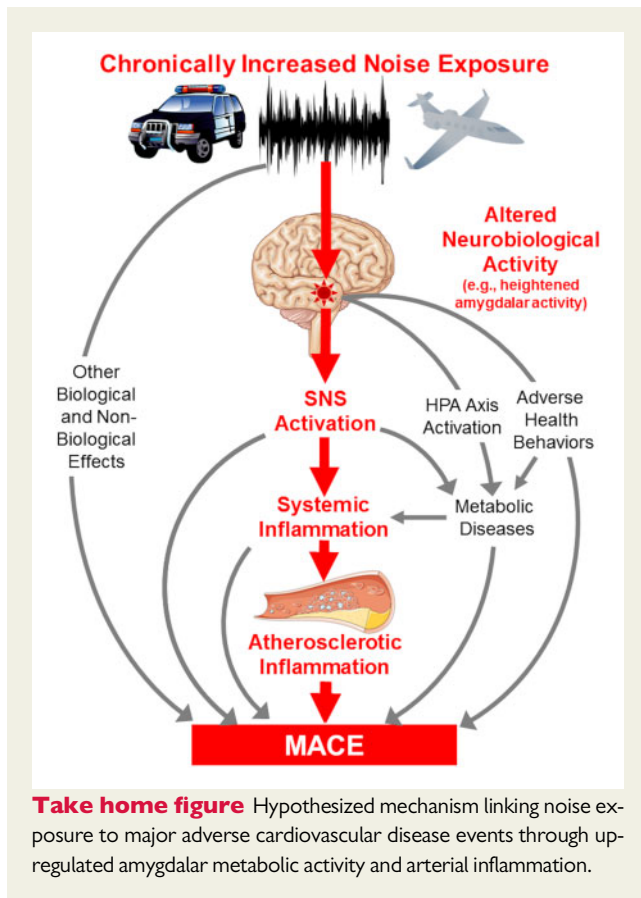 Chronically Increased Noise Exposure
Altered
Neurobiological
Activity
(e.g., heightened
amygdalar activity)
Other
Biological
and Non-
Biological
Effects
SNS
Activation
HPA Axis
Activation
Adverse
Health
Behaviors
Systemic
Inflammation
Metabolic
Diseases
Atherosclerotic
Inflammation
MACE
Take home figure Hypothesized mechanism linking noise ex-
posure to major adverse cardiovascular disease events through up-
regulated amygdalar metabolic activity and arterial inflammation.